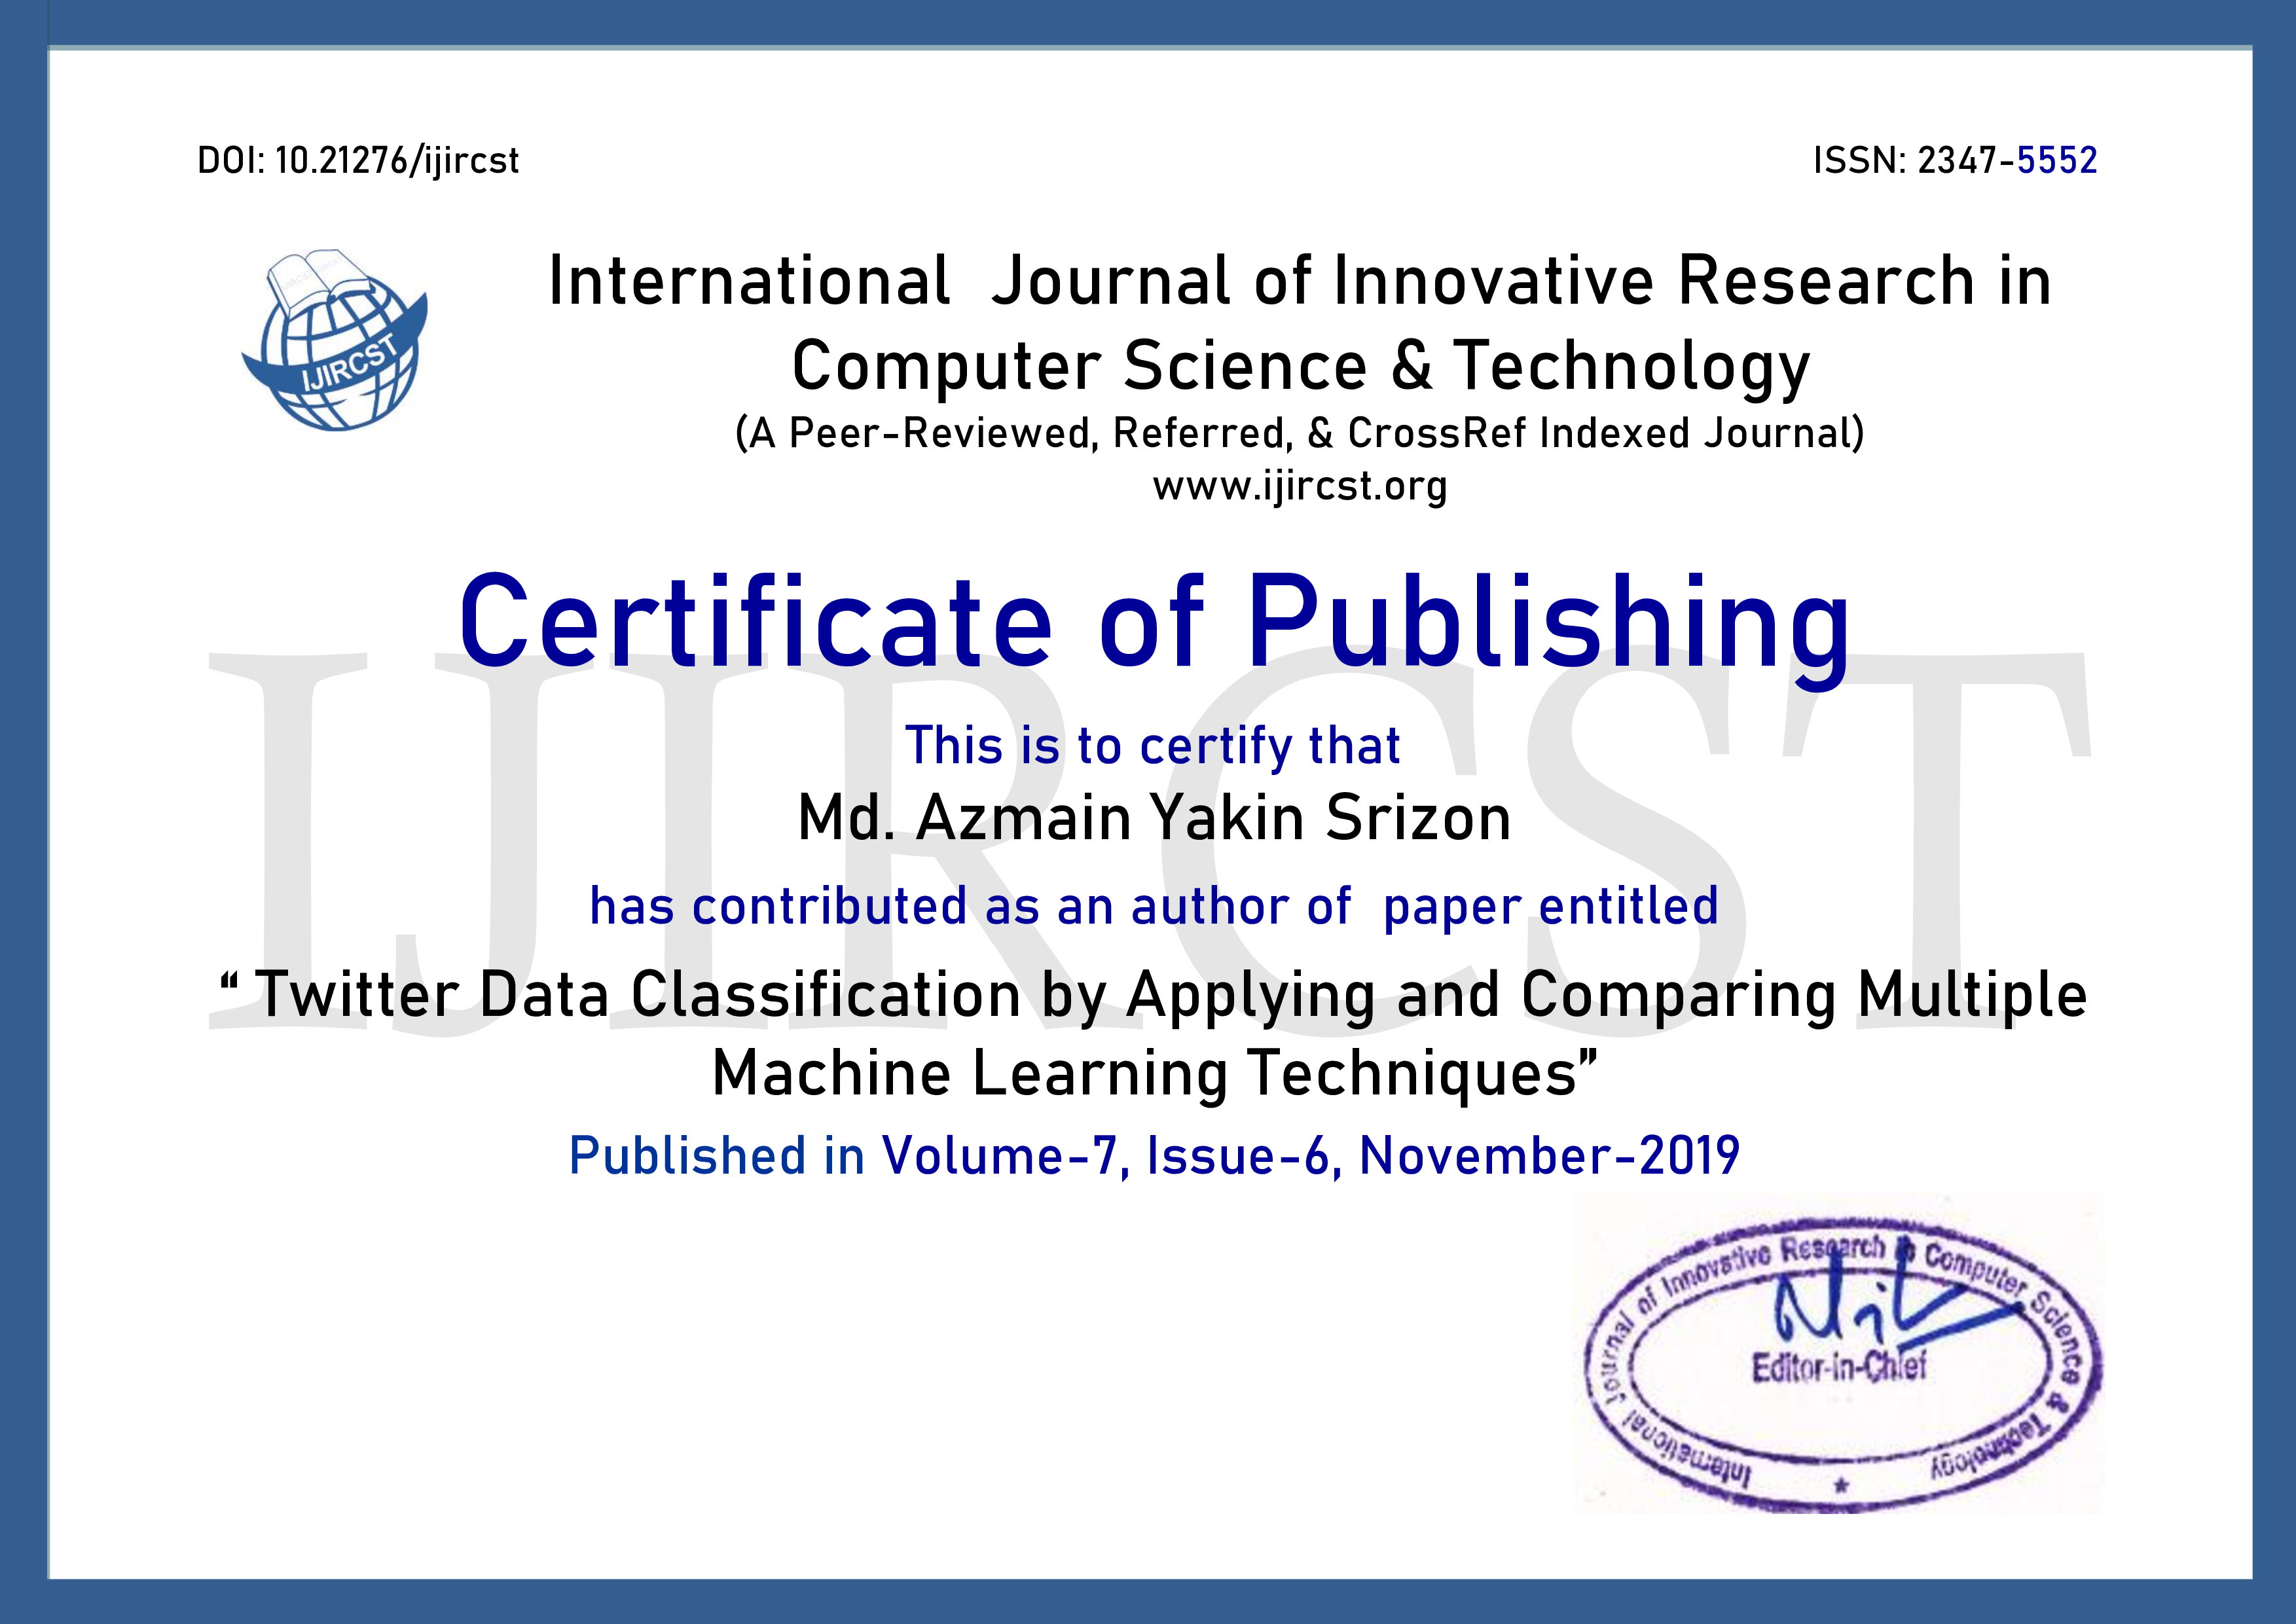 DOI: 10.21276/ijircst
ISSN: 2347-5552
IJIRCST
International Journal of Innovative Research in
Computer Science & Technology
(A Peer-Reviewed, Referred, & CrossRef Indexed Journal)
www.ijircst.org
Certificate of Publishing
IJIRCST
This is to certify that
Md. Azmain Yakin Srizon
has contributed as an author of paper entitled
“ Twitter Data Classification by Applying and Comparing Multiple
Machine Learning Techniques”
Published in Volume-7, Issue-6, November-2019
International Journal of Innovative Research in Computer Science & Technology
Editor-in-Chief